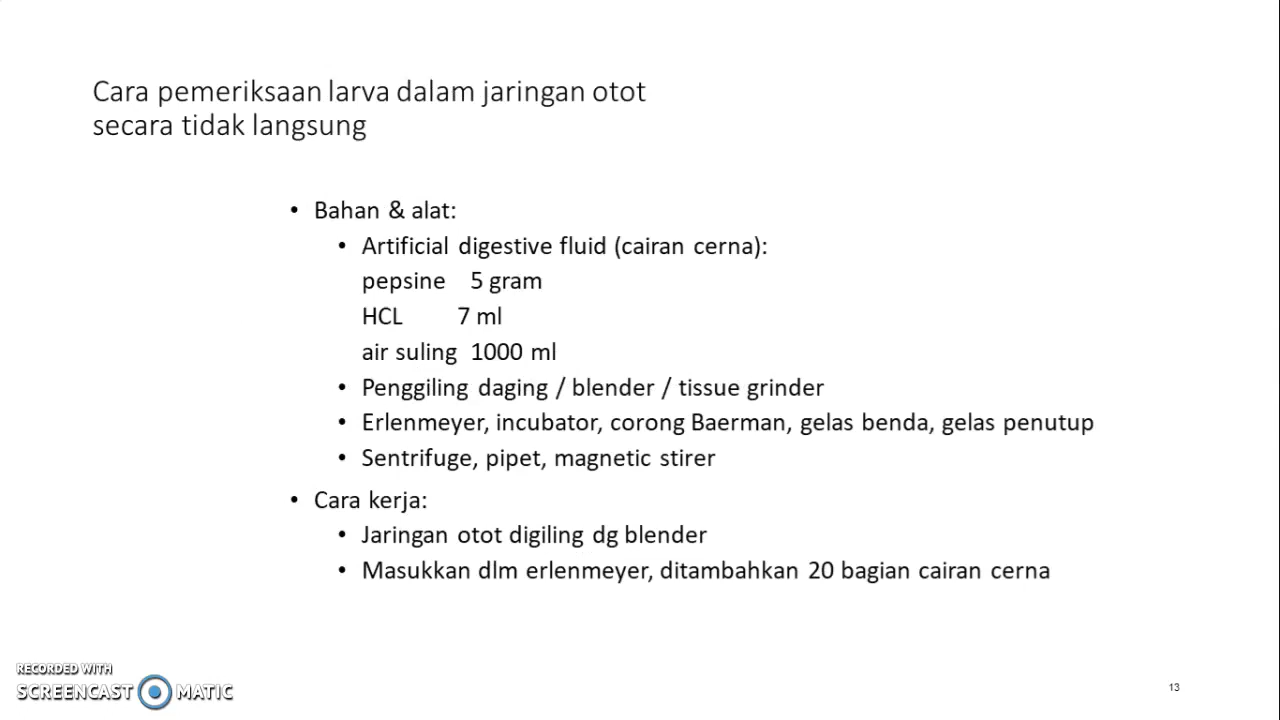 Cara pemeriksaan larva dalam jaringan otot
secara tidak langsung
• Bahan & alat:
• Artificial digestive fluid (cairan cerna):
pepsine 5 gram
HCL 7 ml
air suling 1000 ml
• Penggiling daging / blender / tissue grinder
• Erlenmeyer, incubator, corong Baerman, gelas benda, gelas penutup
• Sentrifuge, pipet, magnetic stirer
• Cara kerja:
• Jaringan otot digiling dg blender
• Masukkan dlm erlenmeyer, ditambahkan 20 bagian cairan cerna
RECORDED WITH
SCREENCAST MATIC
13